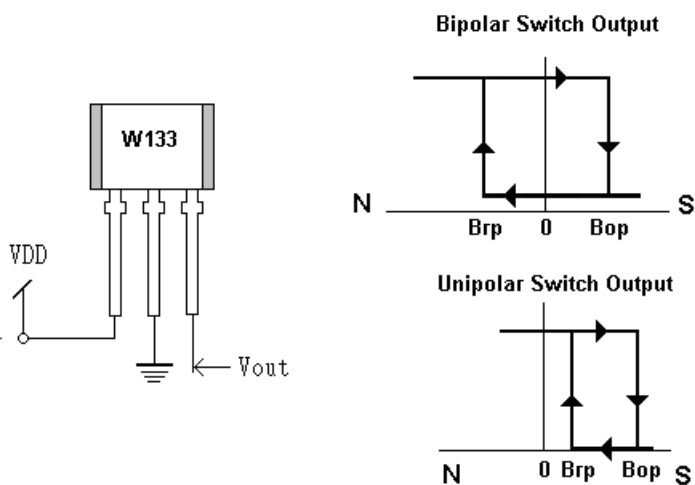 W133
VDD
Vout
Bipolar Switch Output
N Brp 0 Bop S
Unipolar Switch Output
N 0 Brp Bop S